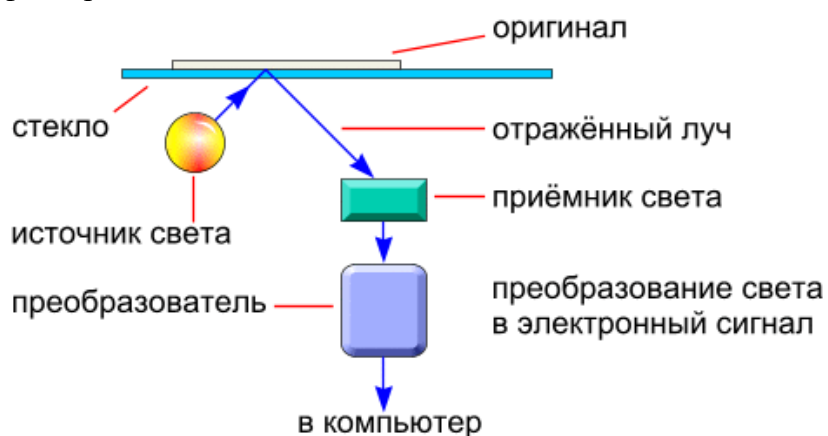 оригинал
стекло
отражённый луч
приёмник света
источник света
преобразователь
преобразование света
в электронный сигнал
в компьютер